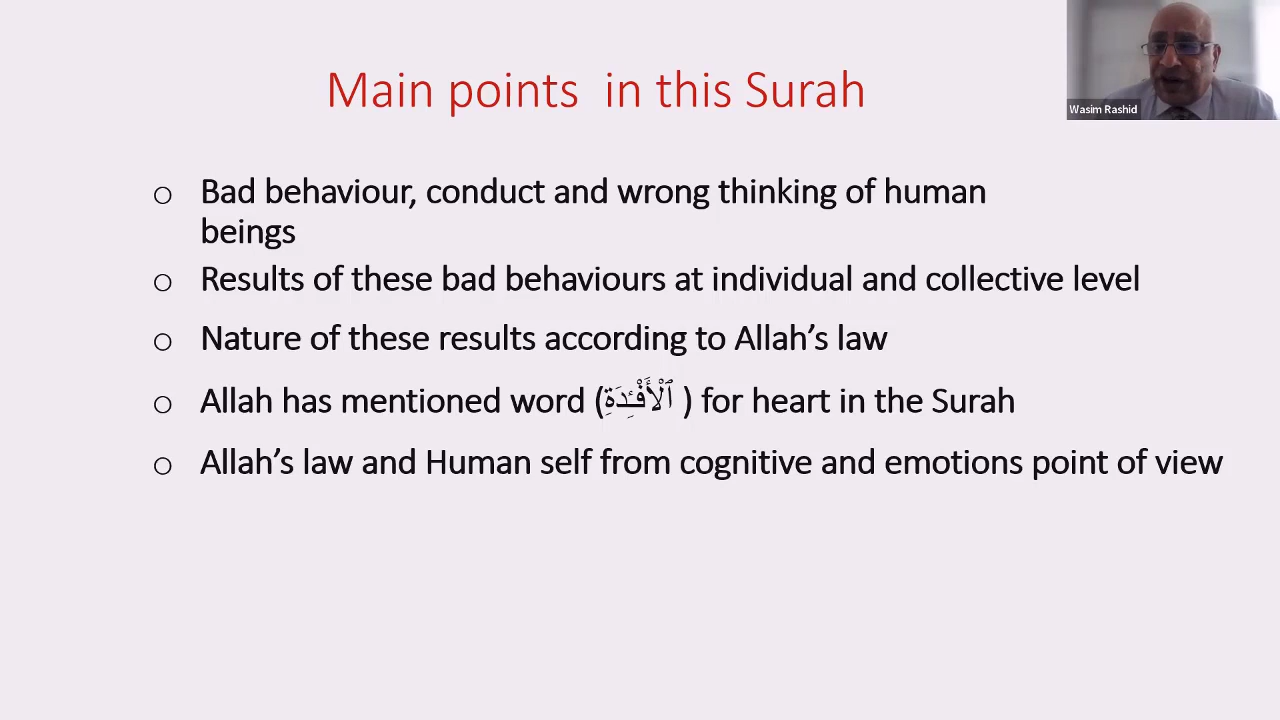 Wasim Rashid
Main points in this Surah
o Bad behaviour, conduct and wrong thinking of human
beings
o Results of these bad behaviours at individual and collective level
o Nature of these results according to Allah’s law
o Allah has mentioned word (ٱلْأَفْـِٔدَةِ ) for heart in the Surah
o Allah’s law and Human self from cognitive and emotions point of view